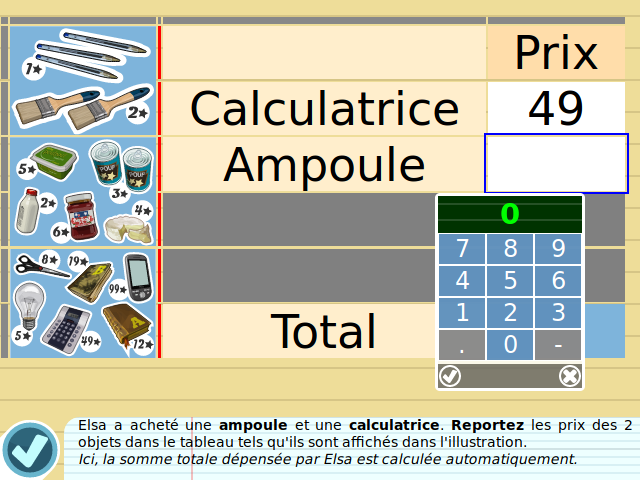 Prix
1★
Calculatrice 49
2★
Ampoule
5★
POUF
POUF
3★
2★
4★
6★
0
7 8 9
8★
19★
99★
4 5 6
1 2 3
5★
49★
A
12★
Total
. 0 -
Elsa a acheté une ampoule et une calculatrice. Reportez les prix des 2
objets dans le tableau tels qu'ils sont affichés dans l'illustration.
Ici, la somme totale dépensée par Elsa est calculée automatiquement.